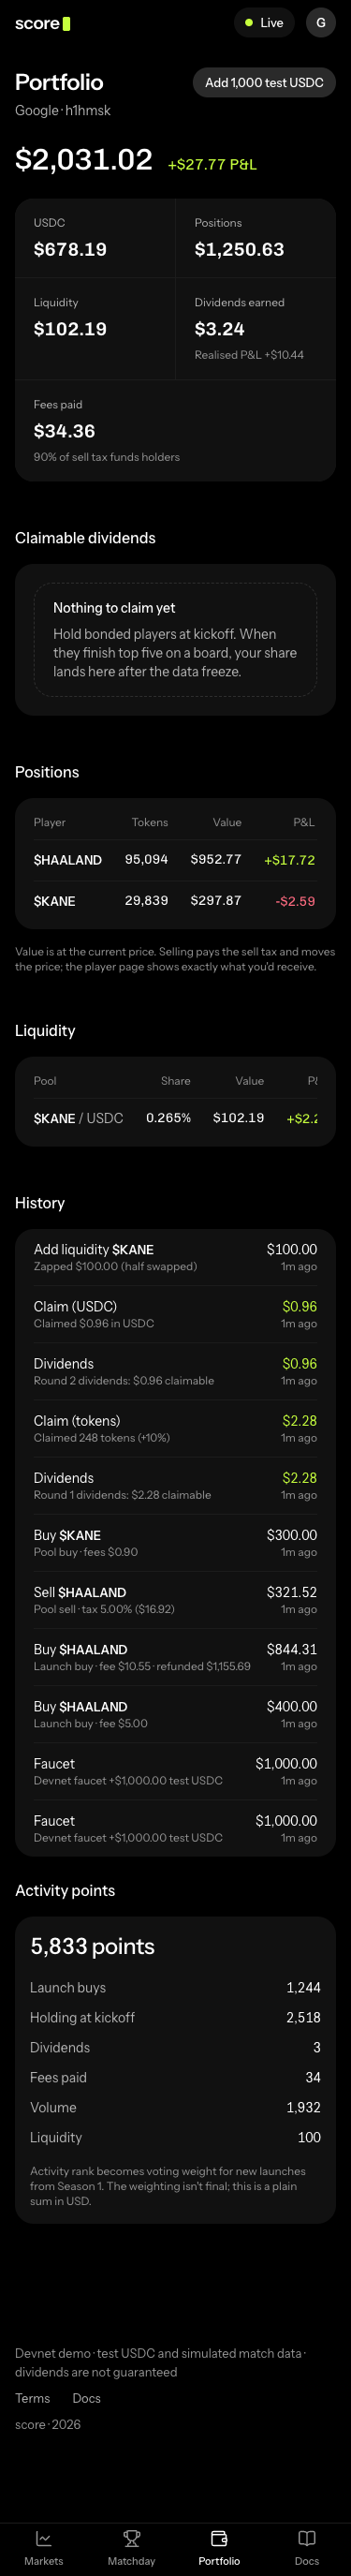 score
Live
G
Portfolio
Add 1,000 test USDC
Google · h1hmsk
$2,031.02 +$27.77 P&L
USDC
$678.19
Positions
$1,250.63
Liquidity
$102.19
Dividends earned
$3.24
Realised P&L +$10.44
Fees paid
$34.36
90% of sell tax funds holders
Claimable dividends
Nothing to claim yet
Hold bonded players at kickoff. When
they finish top five on a board, your share
lands here after the data freeze.
Positions
Player Tokens Value P&L
$HAALAND 95,094 $952.77 +$17.72
$KANE 29,839 $297.87 -$2.59
Value is at the current price. Selling pays the sell tax and moves
the price; the player page shows exactly what you'd receive.
Liquidity
Pool Share Value
$KANE / USDC 0.265% $102.19
History
Add liquidity $KANE $100.00
Zapped $100.00 (half swapped) 1m ago
Claim (USDC) $0.96
Claimed $0.96 in USDC 1m ago
Dividends $0.96
Round 2 dividends: $0.96 claimable 1m ago
Claim (tokens) $2.28
Claimed 248 tokens (+10%) 1m ago
Dividends $2.28
Round 1 dividends: $2.28 claimable 1m ago
Buy $KANE $300.00
Pool buy · fees $0.90 1m ago
Sell $HAALAND $321.52
Pool sell · tax 5.00% ($16.92) 1m ago
Buy $HAALAND $844.31
Launch buy · fee $10.55 · refunded $1,155.69 1m ago
Buy $HAALAND $400.00
Launch buy · fee $5.00 1m ago
Faucet $1,000.00
Devnet faucet +$1,000.00 test USDC 1m ago
Faucet $1,000.00
Devnet faucet +$1,000.00 test USDC 1m ago
Activity points
5,833 points
Launch buys 1,244
Holding at kickoff 2,518
Dividends 3
Fees paid 34
Volume 1,932
Liquidity 100
Activity rank becomes voting weight for new launches
from Season 1. The weighting isn't final; this is a plain
sum in USD.
Devnet demo · test USDC and simulated match data ·
dividends are not guaranteed
Terms Docs
score · 2026
Markets Matchday Portfolio Docs